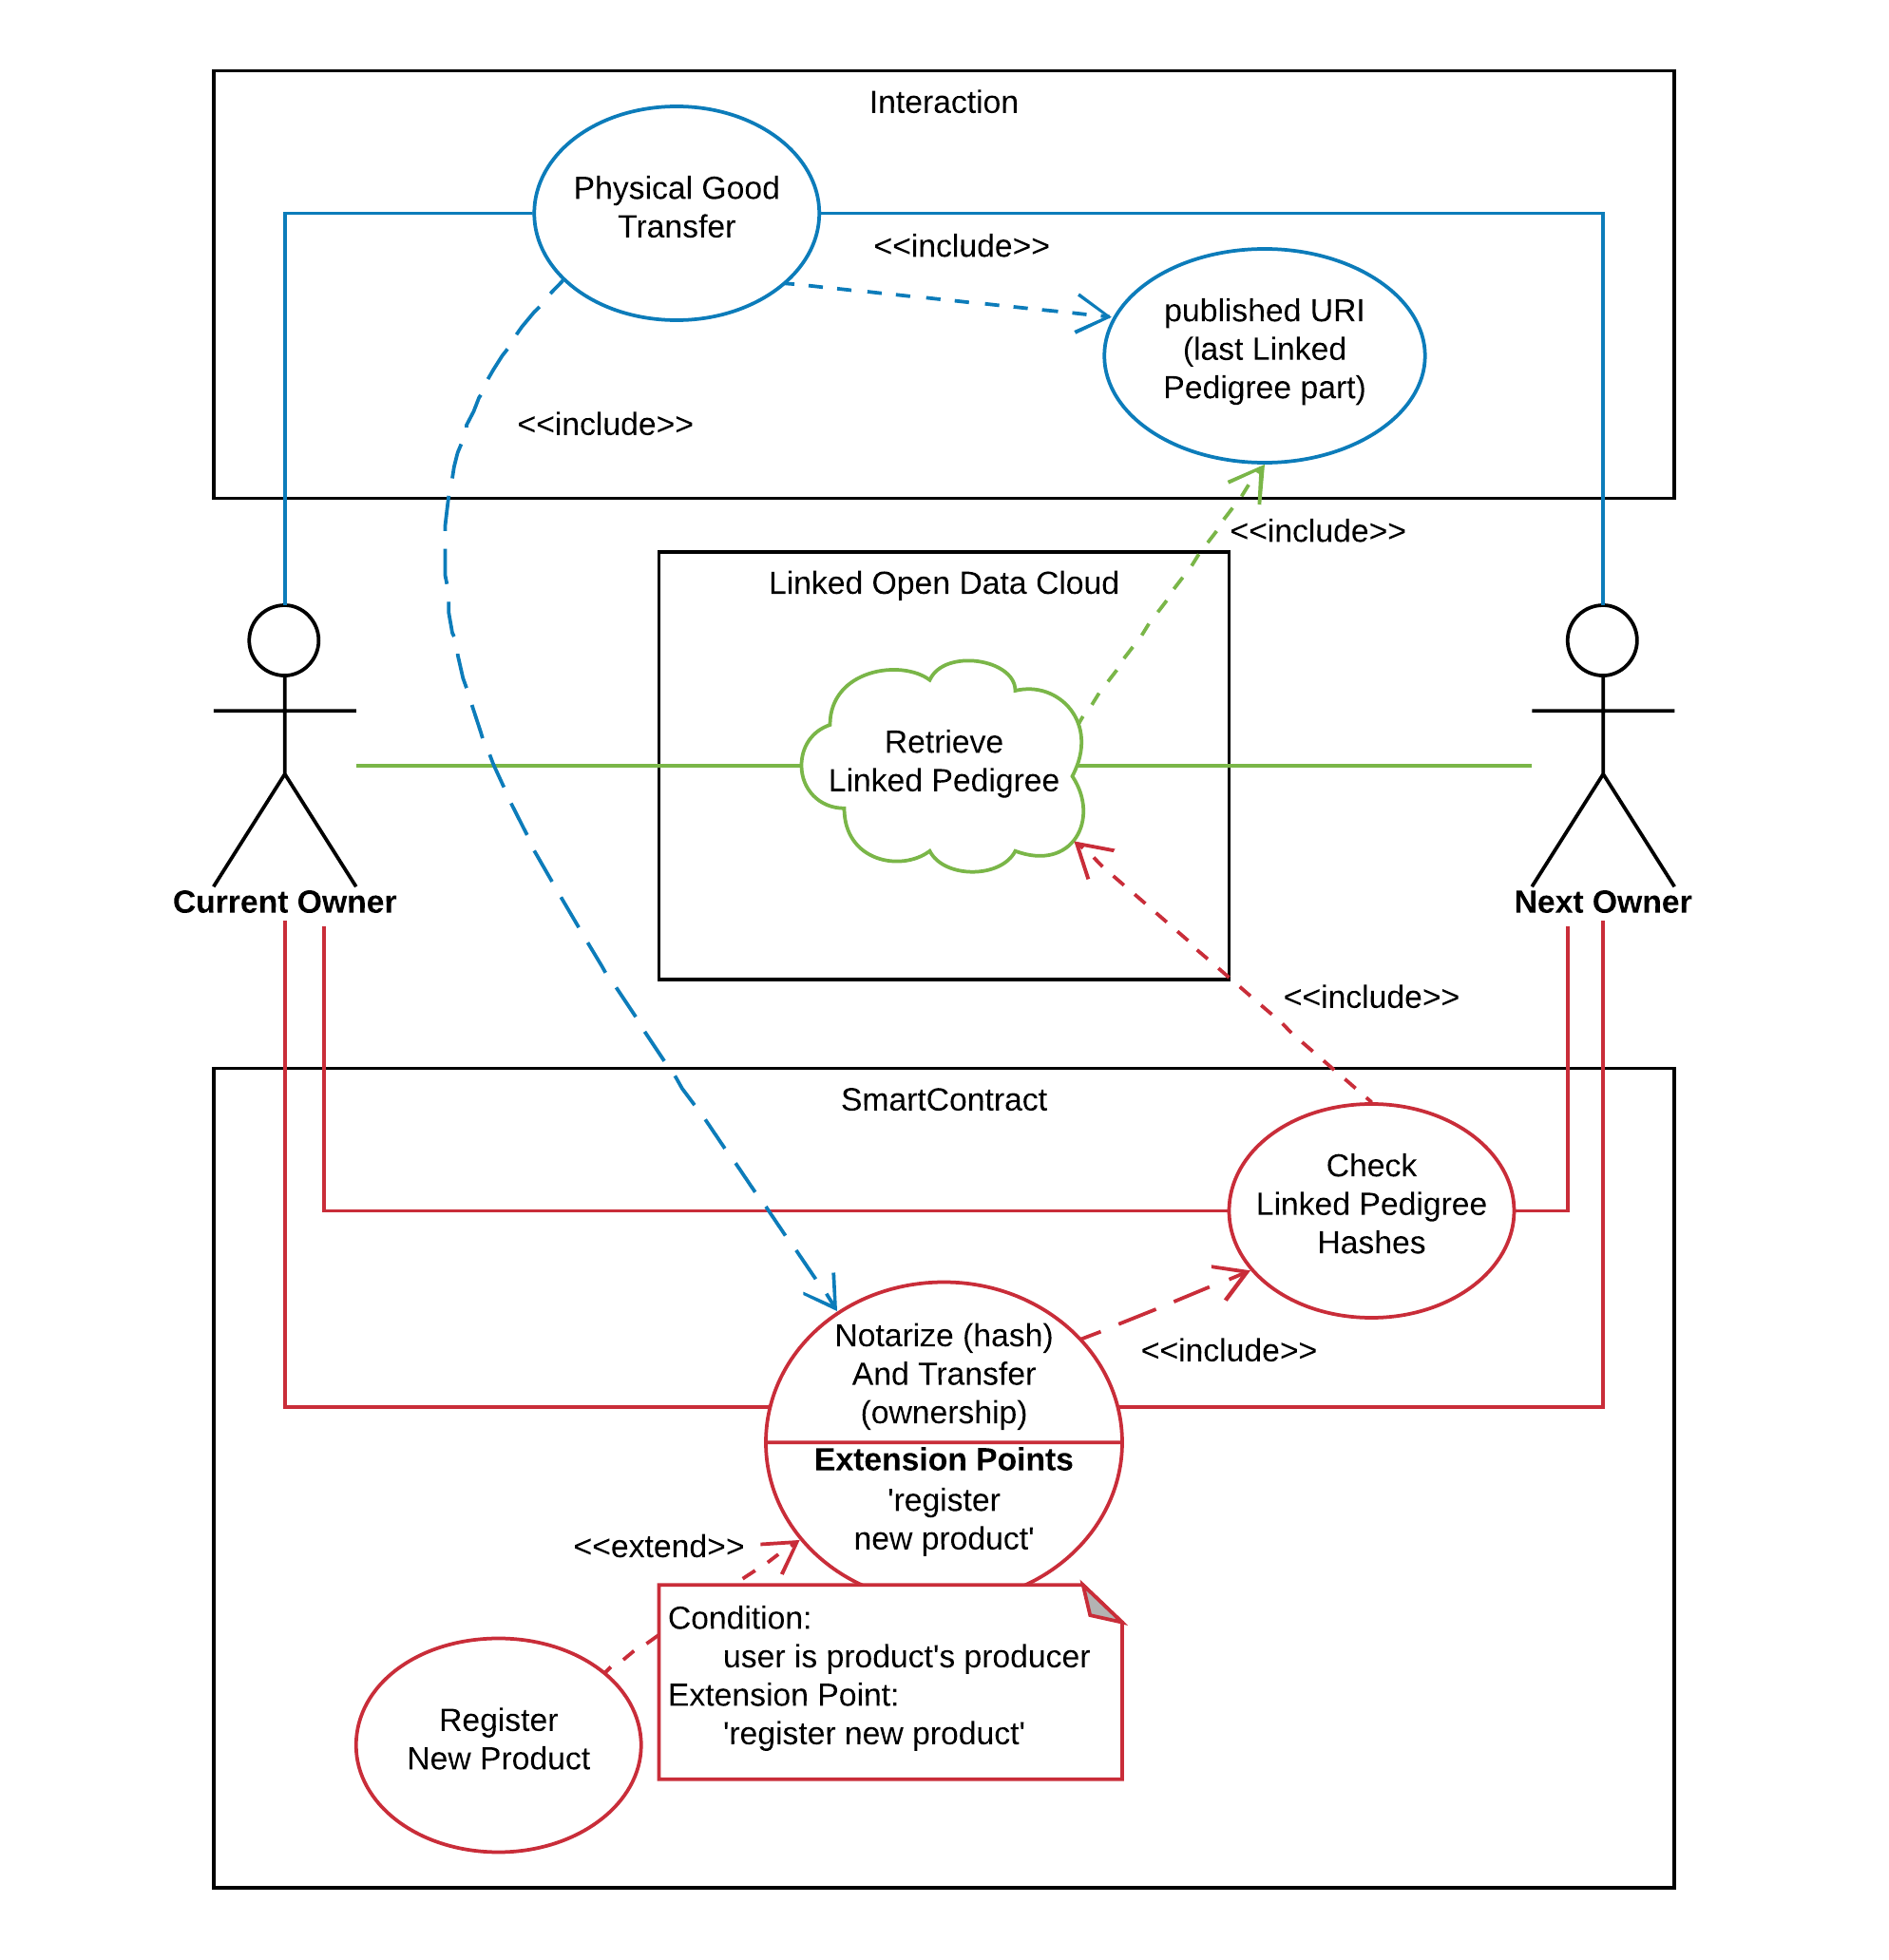 Interaction
Physical Good
Transfer
<<include>>
published URI
(last Linked
Pedigree part)
<<include>>
<<include>>
Linked Open Data Cloud
Retrieve
Linked Pedigree
Current Owner
Next Owner
<<include>>
SmartContract
Check
Linked Pedigree
Hashes
Notarize (hash)
And Transfer
(ownership)
<<include>>
Extension Points
'register
new product'
<<extend>>
Condition:
user is product's producer
Extension Point:
'register new product'
Register
New Product